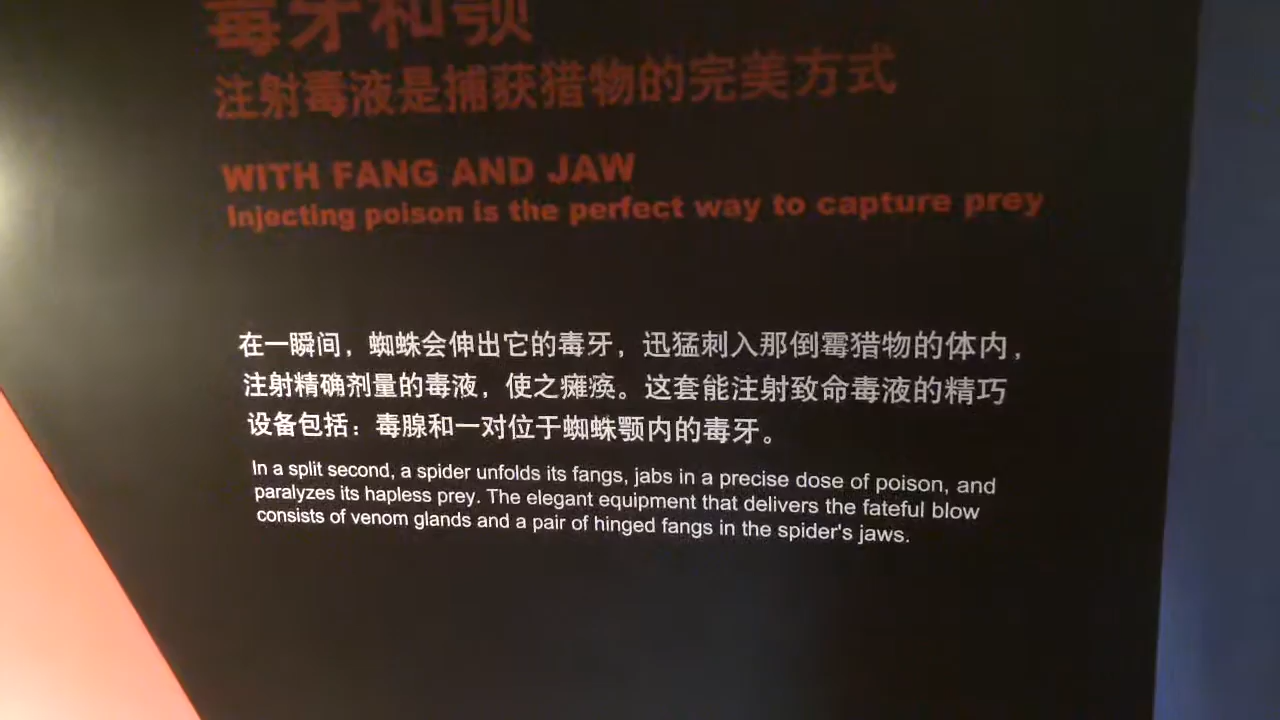 毒牙和颚
注射毒液是捕获猎物的完美方式
WITH FANG AND JAW
Injecting poison is the perfect way to capture prey
在一瞬间，蜘蛛会伸出它的毒牙，迅猛刺入那倒霉猎物的体内，
注射精确剂量的毒液，使之瘫痪。这套能注射致命毒液的精巧
设备包括：毒腺和一对位于蜘蛛颚内的毒牙。
In a split second, a spider unfolds its fangs, jabs in a precise dose of poison, and
paralyzes its hapless prey. The elegant equipment that delivers the fateful blow
consists of venom glands and a pair of hinged fangs in the spider's jaws.